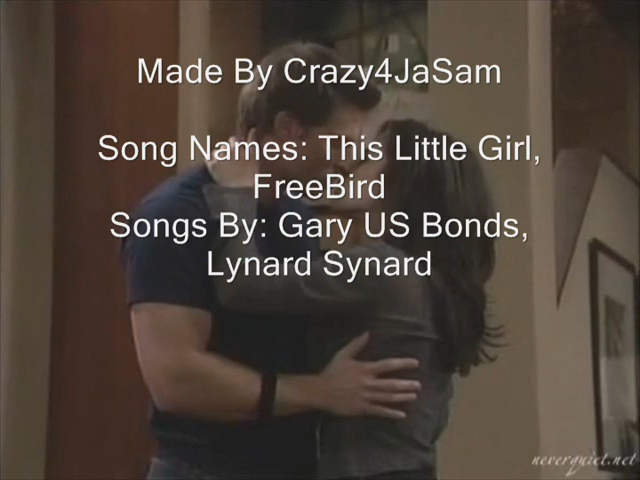 Made By Crazy4JaSam
Song Names: This Little Girl,
FreeBird
Songs By: Gary US Bonds,
Lynard Synard
neverquiet.net